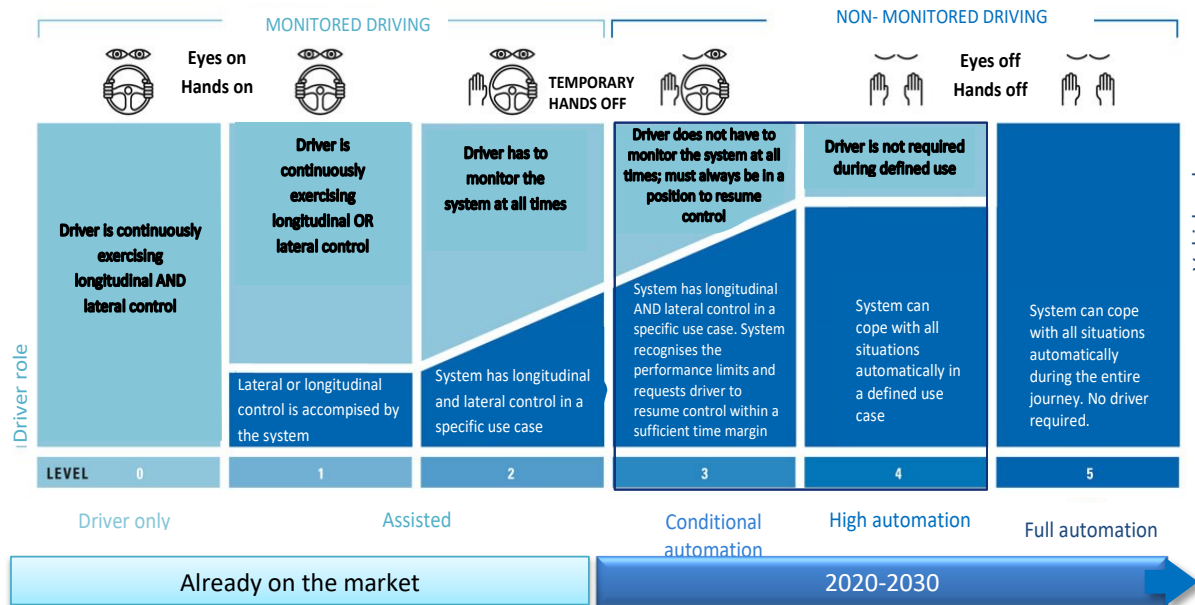 MONITORED DRIVING
NON- MONITORED DRIVING
Eyes on
Hands on
TEMPORARY
HANDS OFF
Eyes off
Hands off
Driver is continuously
exercising
longitudinal AND
lateral control
Driver is
continuously
exercising
longitudinal OR
lateral control
Driver has to
monitor the
system at all times
Driver does not have to
monitor the system at all
times; must always be in a
position to resume
control
Driver is not required
during defined use
Lateral or longitudinal
control is accompised by
the system
System has longitudinal
and lateral control in a
specific use case
System has longitudinal
AND lateral control in a
specific use case. System
recognises the
performance limits and
requests driver to
resume control within a
sufficient time margin
System can
cope with all
situations
automatically in
a defined use
case
System can cope
with all situations
automatically
during the entire
journey. No driver
required.
Driver role
LEVEL 0 1 2 3 4 5
Driver only
Assisted
Conditional
automation
High automation
Full automation
Already on the market
2020-2030